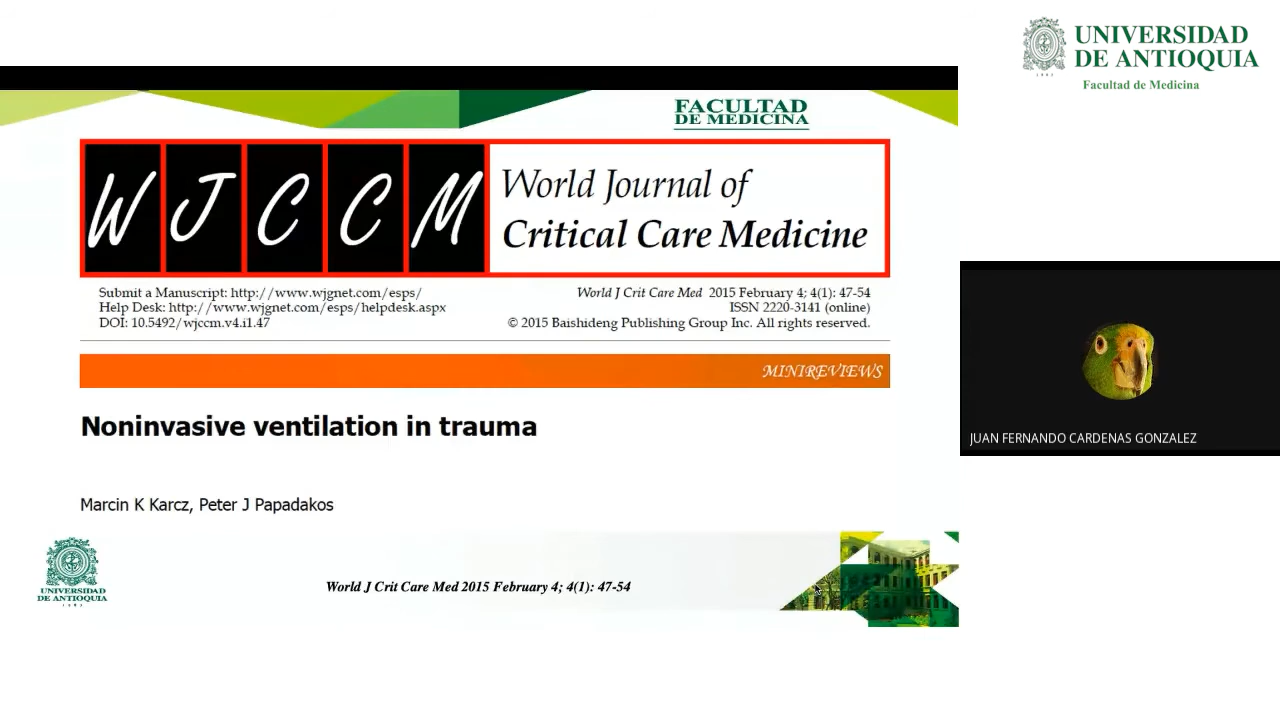 UNIVERSIDAD
DE ANTIOQUIA
1803
Facultad de Medicina
FACULTAD
DE MEDICINA
WJCCM
World Journal of
Critical Care Medicine
Submit a Manuscript: http://www.wjgnet.com/esps/
Help Desk: http://www.wjgnet.com/esps/helpdesk.aspx
DOI: 10.5492/wjccm.v4.i1.47
World J Crit Care Med 2015 February 4; 4(1): 47-54
ISSN 2220-3141 (online)
© 2015 Baishideng Publishing Group Inc. All rights reserved.
MINIREVIEWS
Noninvasive ventilation in trauma
Marcin K Karcz, Peter J Papadakos
JUAN FERNANDO CARDENAS GONZALEZ
UNIVERSIDAD
DE ANTIOQUIA
1803
World J Crit Care Med 2015 February 4; 4(1): 47-54